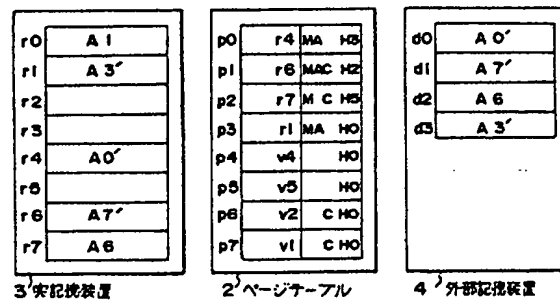 r0 A1
r1 A3′
r2
r3
r4 A0′
r5
r6 A7′
r7 A6
3 実記憶装置
p0 r4 MA H3
p1 r6 MAC H2
p2 r7 M C H5
p3 r1 MA H0
p4 v4 H0
p5 v5 H0
p6 v2 C H0
p7 v1 C H0
2 ページテーブル
d0 A0′
d1 A7′
d2 A6
d3 A3′
4 外部記憶装置